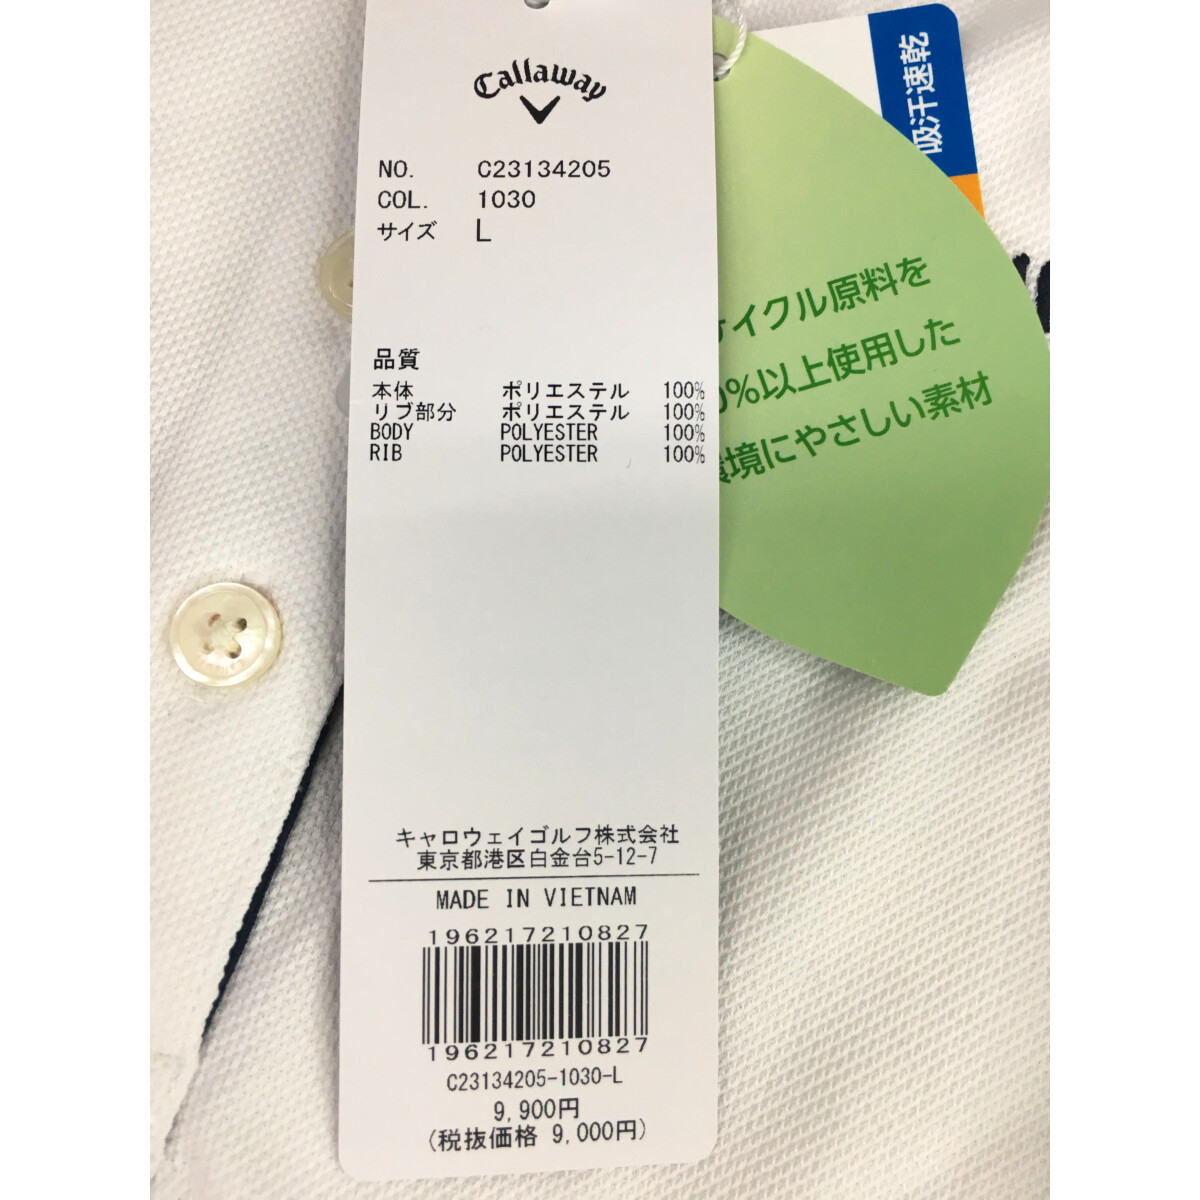 Callaway
NO. C23134205
COL. 1030
サイズ L
品質
本体 ポリエステル 100%
リブ部分 ポリエステル 100%
BODY POLYESTER 100%
RIB POLYESTER 100%
キャロウェイゴルフ株式会社
東京都港区白金台5-12-7
MADE IN VIETNAM
196217210827
196217210827
C23134205-1030-L
9,900円
(税抜価格 9,000円)
吸汗速乾
イクル原料を
0%以上使用した
環境にやさしい素材